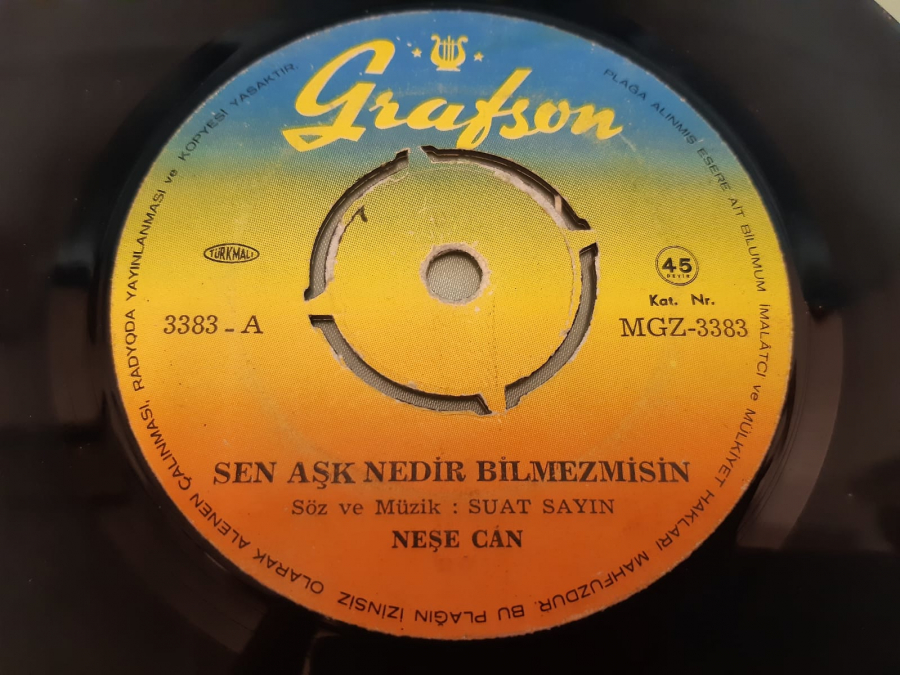 Grafson
PLAĞA ALINMIŞ ESERE AİT BİLUMUM İMALÂTCI ve MÜLKİYET HAKLARI MAHFUZDUR. BU PLAĞIN İZİNSİZ OLARAK ALENEN ÇALINMASI, RADYODA YAYINLANMASI ve KOPYESİ YASAKTIR.
TÜRKMALI
45
DEVİR
Kat. Nr.
3383 - A
MGZ-3383
SEN AŞK NEDİR BİLMEZMİSİN
Söz ve Müzik : SUAT SAYIN
NEŞE CAN